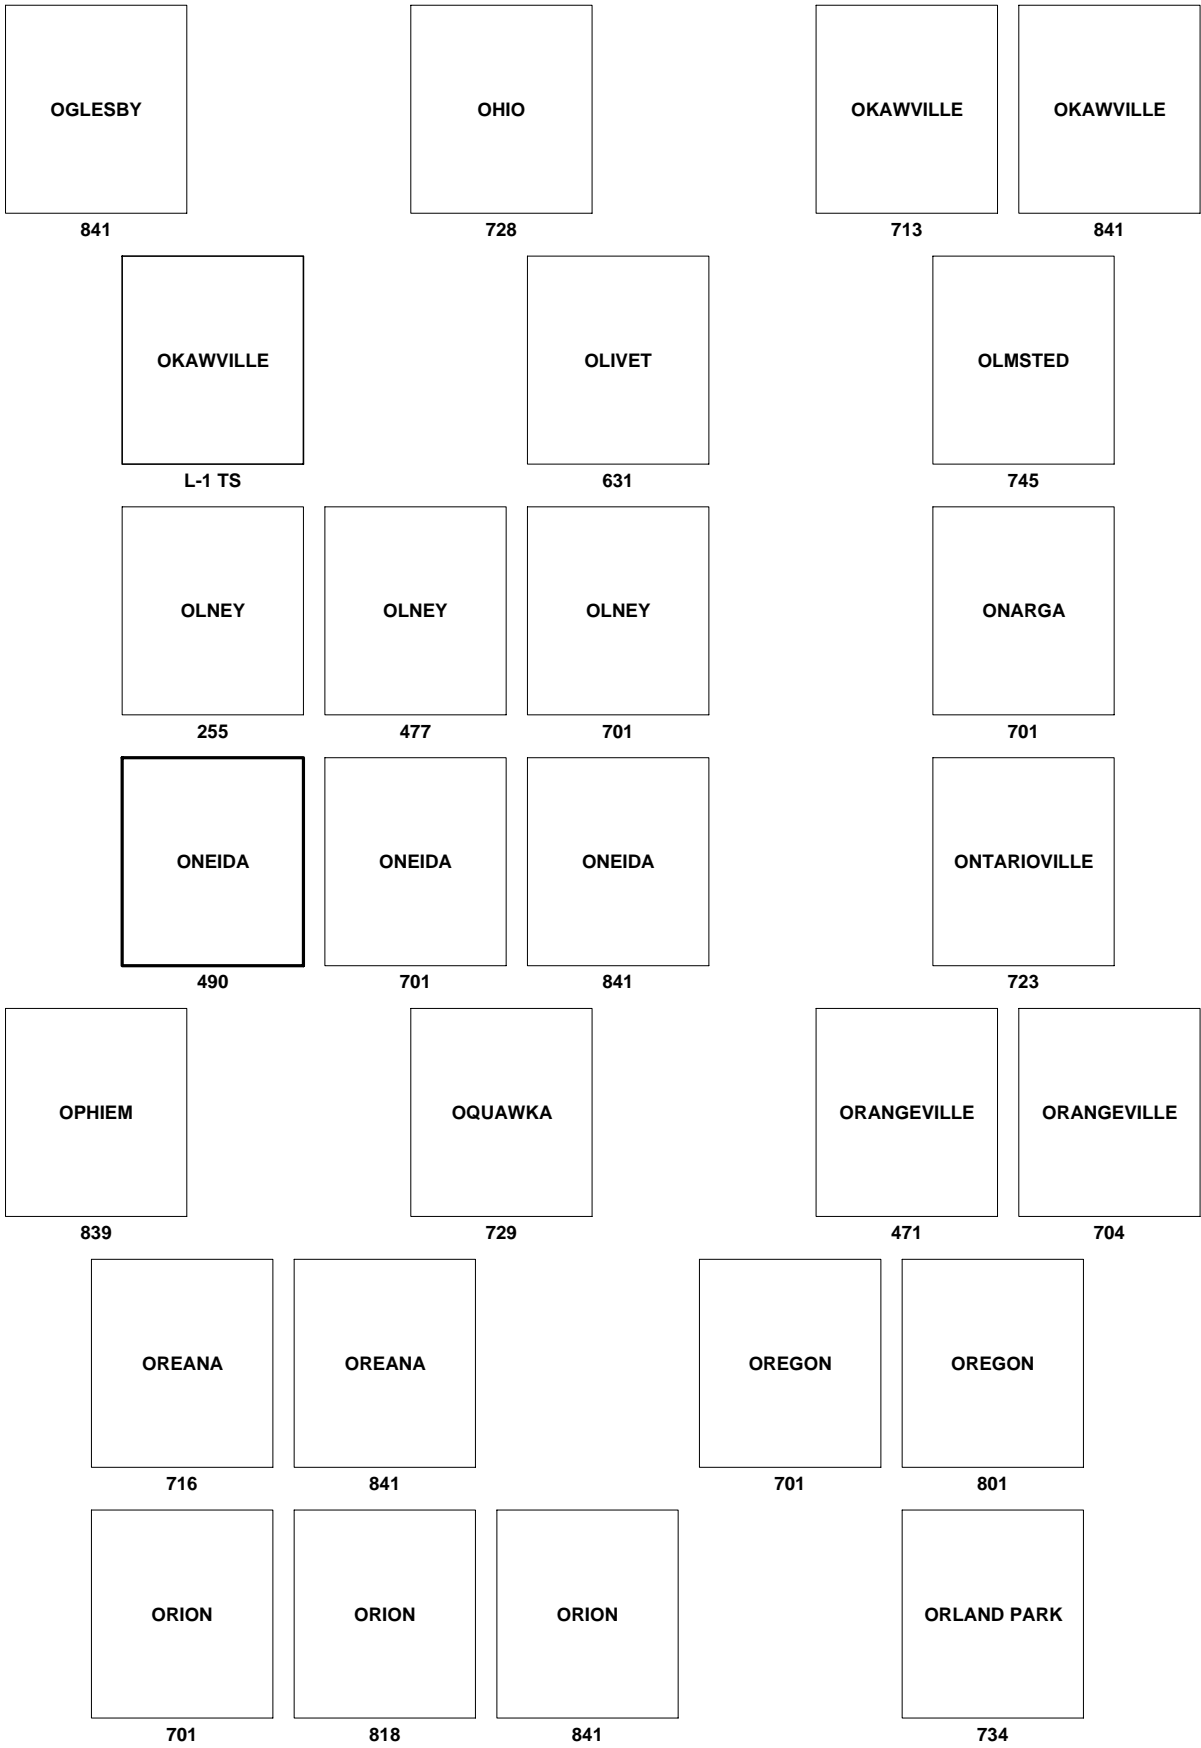 OGLESBY OHIO OKAWVILLE OKAWVILLE
841 728 713 841
OKAWVILLE OLIVET OLMSTED
L-1 TS 631 745
OLNEY OLNEY OLNEY ONARGA
255 477 701 701
ONEIDA ONEIDA ONEIDA ONTARIOVILLE
490 701 841 723
OPHIEM OQUAWKA ORANGEVILLE ORANGEVILLE
839 729 471 704
OREANA OREANA OREGON OREGON
716 841 701 801
ORION ORION ORION ORLAND PARK
701 818 841 734